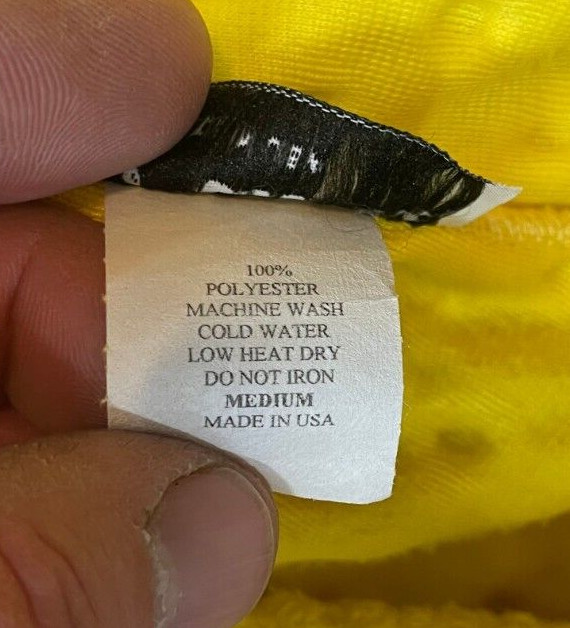 100%
POLYESTER
MACHINE WASH
COLD WATER
LOW HEAT DRY
DO NOT IRON
MEDIUM
MADE IN USA